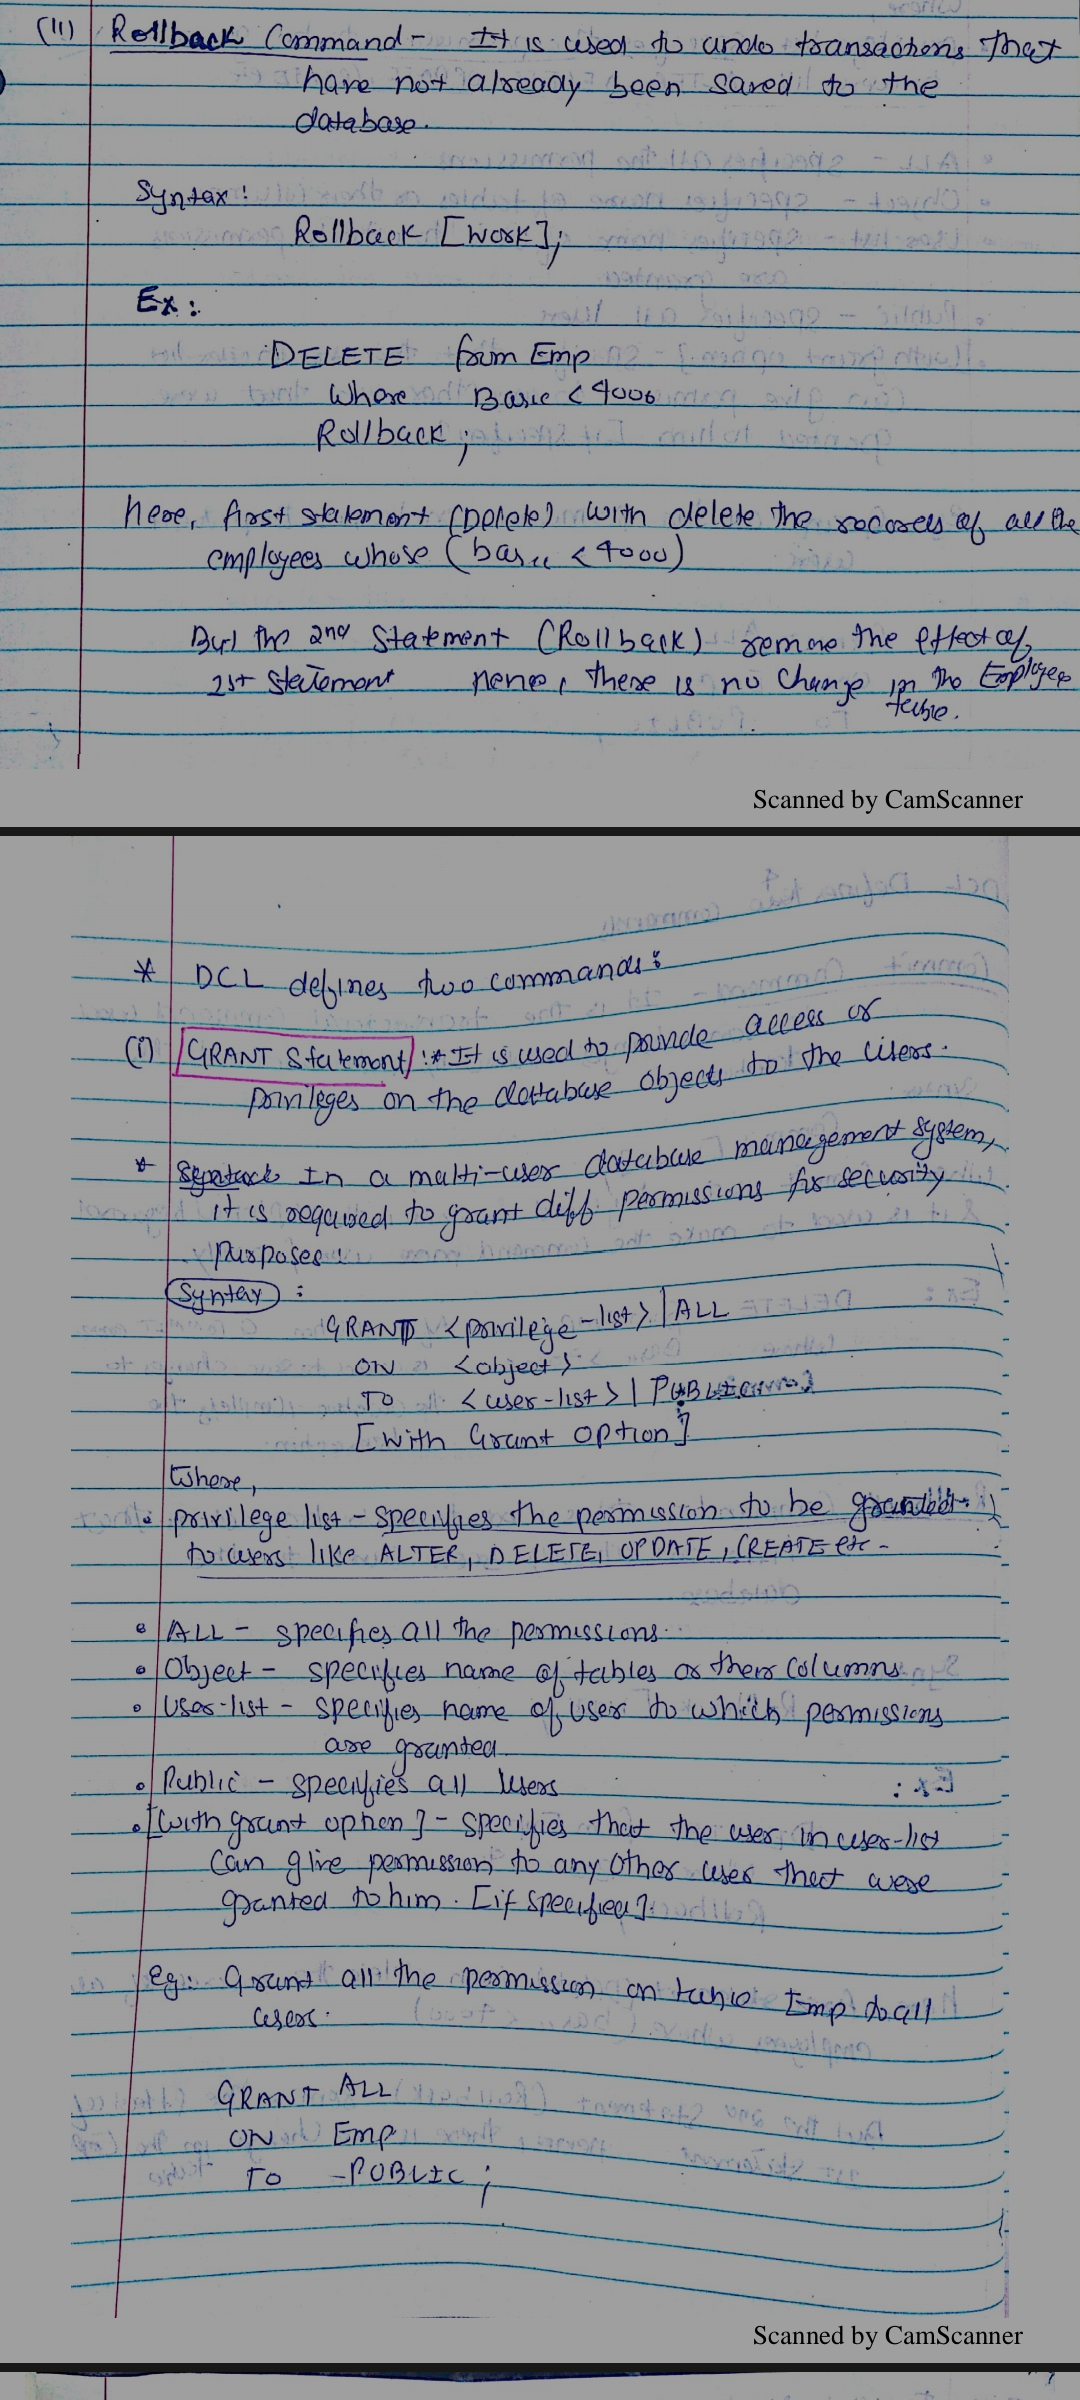 (II) Rollback Command - It is used to undo transactions That
have not already been saved to the
database.
Syntax:
Rollback [work];
Ex:
DELETE from Emp
Where Basic < 4000
Rollback;
here, first statement (Delete) with delete the records of all the
employees whose (basic < 4000)
But the 2nd Statement (Rollback) remove the effect of
1st Statement hence, there is no change in the Employee
table.
Scanned by CamScanner
* DCL defines two commands:
(i) GRANT Statement :* It is used to provide access or
privileges on the database objects to the users.
* In a multi-user database management system,
it is required to grant diff. permissions for security
purposes:
Syntax :
GRANT <privilege-list> | ALL
ON <object>
TO <user-list> | PUBLIC
[with Grant option]
Where,
• privilege list - specifies the permission to be granted
to users like ALTER, DELETE, UPDATE, CREATE etc -
• ALL - specifies all the permissions.
• Object - specifies name of tables or their columns
• User-list - specifies name of user to which permissions
are granted
• Public - specifies all users
• [with grant option] - specifies that the user in user-list
can give permission to any other user that were
granted to him. [if specified].
eg: Grant all the permission on table Emp to all
users.
GRANT ALL
ON Emp
TO PUBLIC;
Scanned by CamScanner